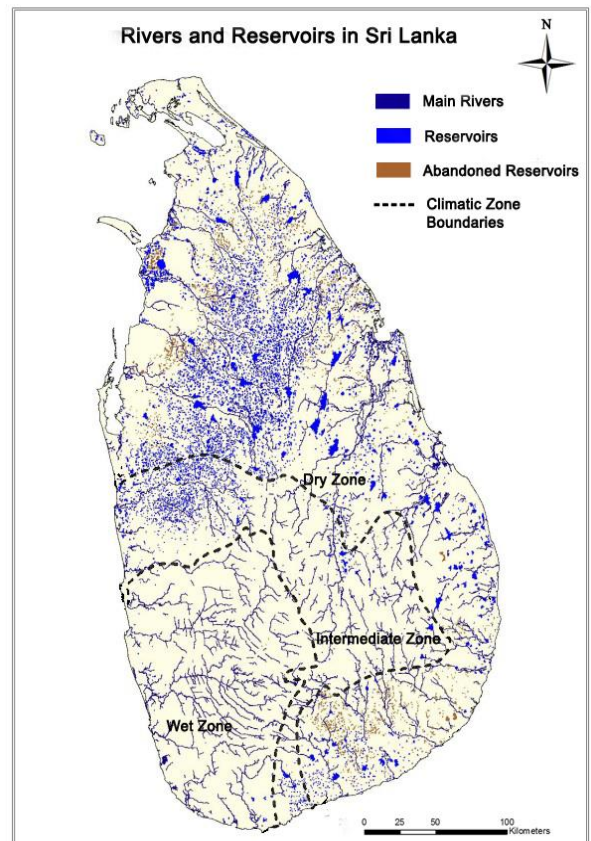 Rivers and Reservoirs in Sri Lanka
N
Main Rivers
Reservoirs
Abandoned Reservoirs
Climatic Zone
Boundaries
Dry Zone
Intermediate Zone
Wet Zone
0 25 50 100
Kilometers